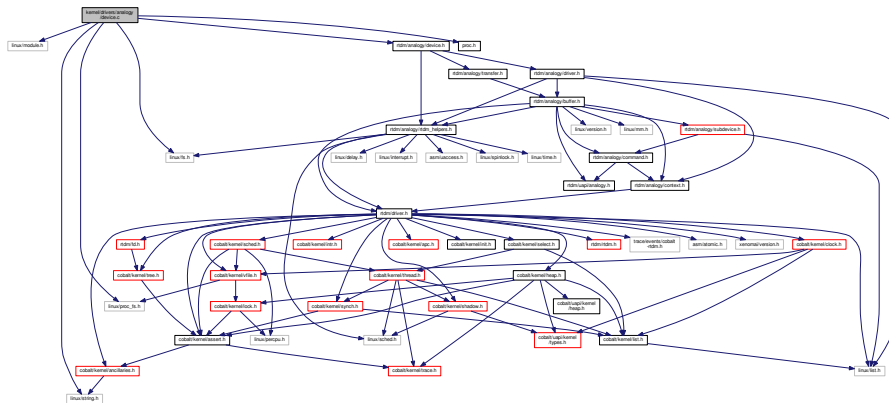 kernel/drivers/analogy
/device.c
linux/module.h
rtdm/analogy/device.h
proc.h
rtdm/analogy/transfer.h
rtdm/analogy/driver.h
rtdm/analogy/buffer.h
rtdm/analogy/rtdm_helpers.h
linux/version.h
linux/mm.h
rtdm/analogy/subdevice.h
linux/fs.h
linux/delay.h
linux/interrupt.h
asm/uaccess.h
linux/spinlock.h
linux/time.h
rtdm/analogy/command.h
rtdm/uapi/analogy.h
rtdm/analogy/context.h
rtdm/driver.h
rtdm/fd.h
cobalt/kernel/sched.h
cobalt/kernel/intr.h
cobalt/kernel/apc.h
cobalt/kernel/init.h
cobalt/kernel/select.h
rtdm/rtdm.h
trace/events/cobalt
-rtdm.h
asm/atomic.h
xenomai/version.h
cobalt/kernel/clock.h
cobalt/kernel/tree.h
cobalt/kernel/vfile.h
cobalt/kernel/thread.h
cobalt/kernel/heap.h
linux/proc_fs.h
cobalt/kernel/lock.h
cobalt/kernel/synch.h
cobalt/kernel/shadow.h
cobalt/uapi/kernel
/heap.h
cobalt/kernel/assert.h
linux/percpu.h
linux/sched.h
cobalt/uapi/kernel
/types.h
cobalt/kernel/list.h
cobalt/kernel/ancillaries.h
cobalt/kernel/trace.h
linux/list.h
linux/string.h